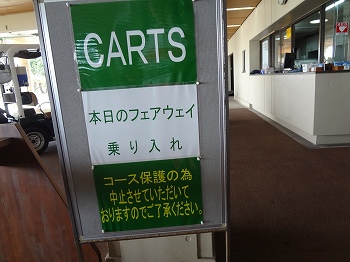 CARTS
本日のフェアウェイ
乗り入れ
コース保護の為
中止させていただいて
おりますのでご了承ください。